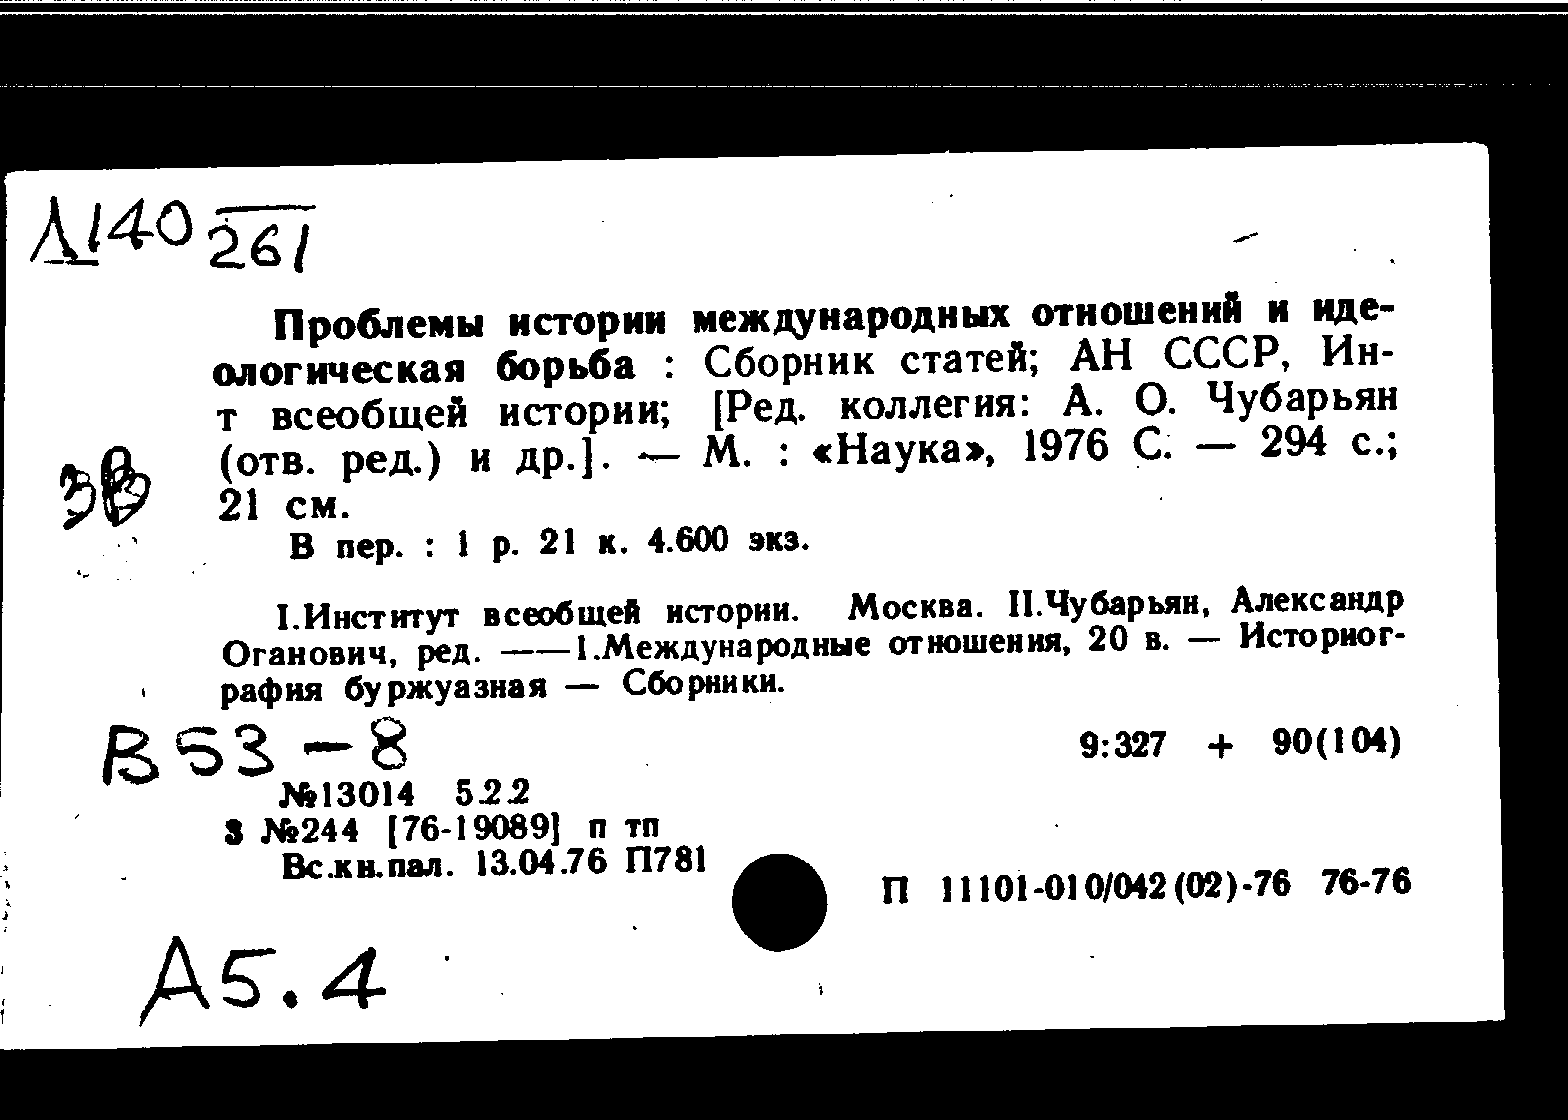 Л140 261
Проблемы истории международных отношений и иде-
ологическая борьба : Сборник статей; АН СССР, Ин-
т всеобщей истории; [Ред. коллегия: А. О. Чубарьян
(отв. ред.) и др.]. — М. : «Наука», 1976 С. — 294 с.;
21 см.
В пер. : 1 р. 21 к. 4.600 экз.
I.Институт всеобщей истории. Москва. II.Чубарьян, Александр
Оганович, ред. ——1.Международные отношения, 20 в. — Историог-
рафия буржуазная — Сборники.
В 53 – 8
9:327 + 90(104)
№13014 5.2.2
3 №244 [76-19089] п тп
Вс.кн.пал. 13.04.76 П781
П 11101-010/042(02)-76 76-76
А5.4